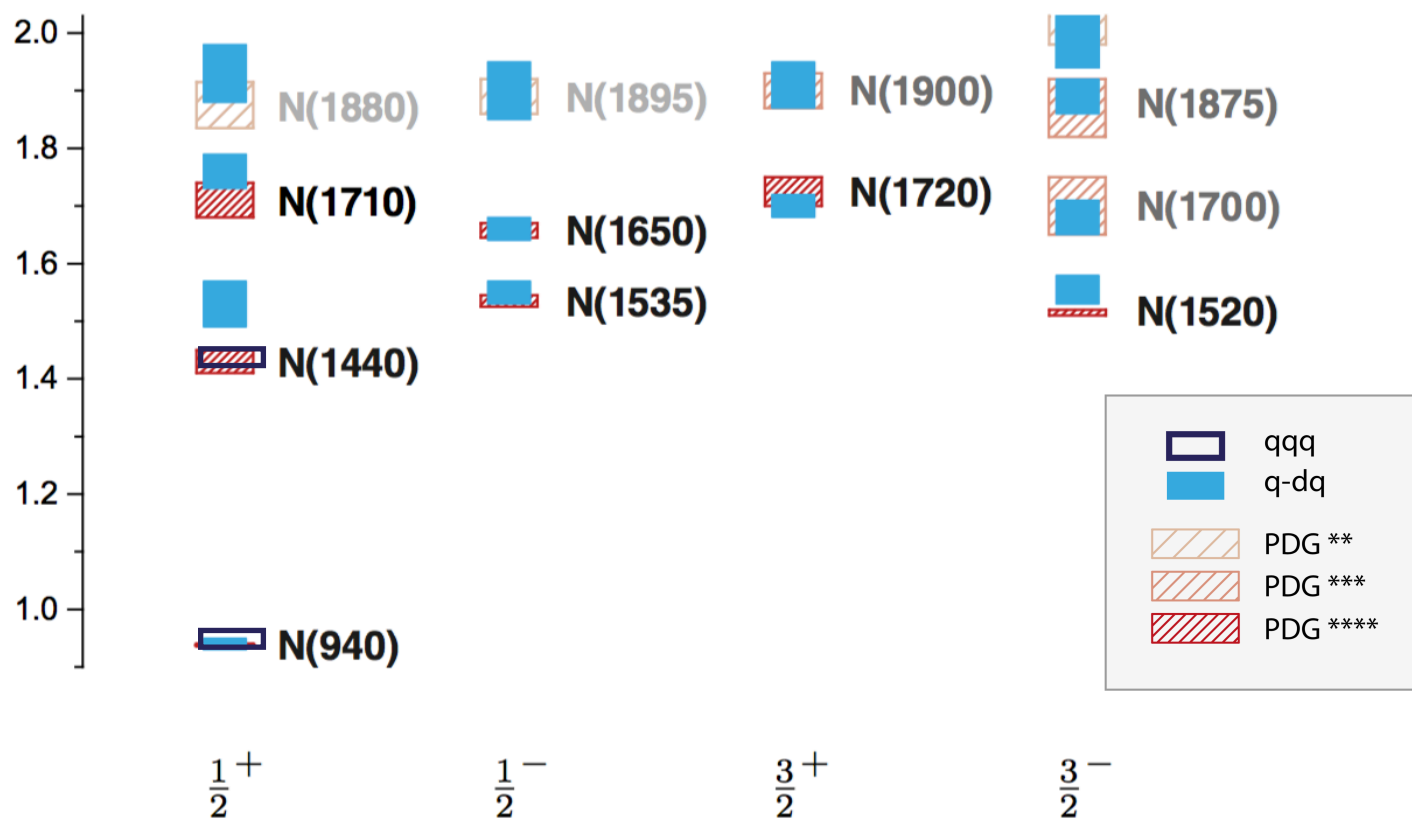 2.0
1.8
1.6
1.4
1.2
1.0
N(1880)
N(1710)
N(1440)
N(940)
N(1895)
N(1650)
N(1535)
N(1900)
N(1720)
N(1875)
N(1700)
N(1520)
qqq
q-dq
PDG **
PDG ***
PDG ****
1/2+
1/2−
3/2+
3/2−